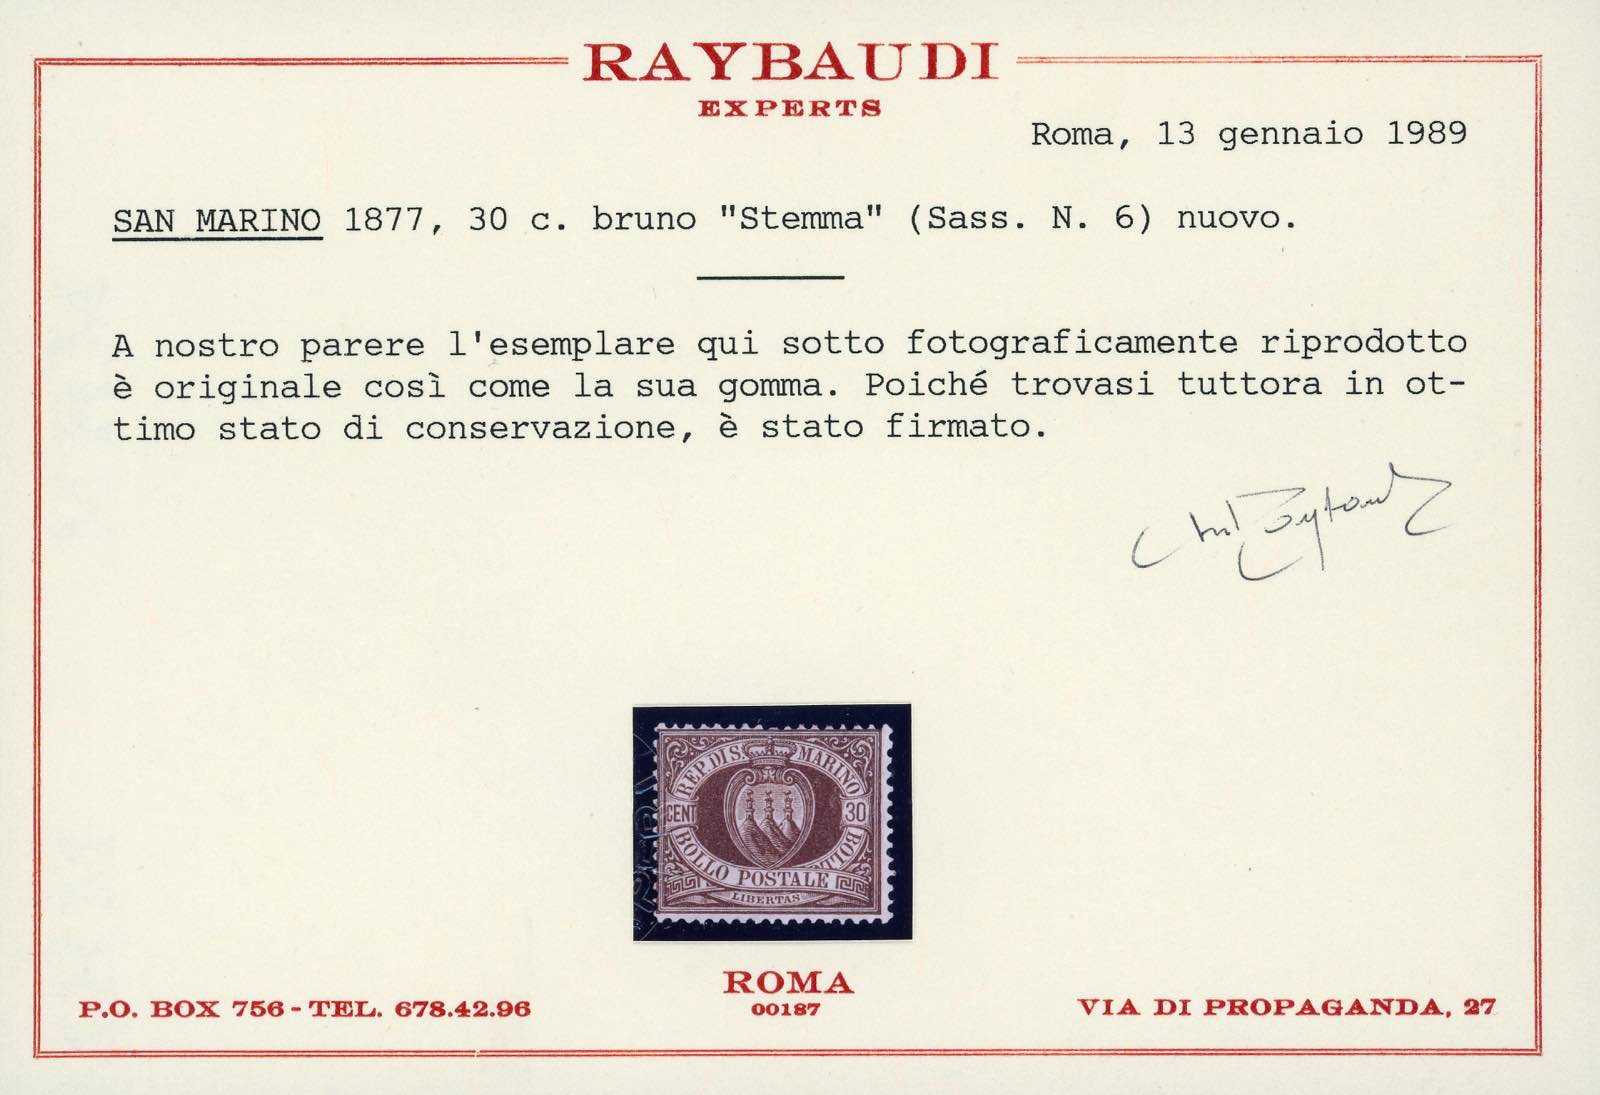 RAYBAUDI
EXPERTS
Roma, 13 gennaio 1989
SAN MARINO 1877, 30 c. bruno "Stemma" (Sass. N. 6) nuovo.
A nostro parere l'esemplare qui sotto fotograficamente riprodotto
è originale così come la sua gomma. Poiché trovasi tuttora in ot-
timo stato di conservazione, è stato firmato.
REP. DI S. MARINO
CENT 30
BOLLO POSTALE
LIBERTAS
ROMA
00187
P.O. BOX 756 - TEL. 678.42.96
VIA DI PROPAGANDA, 27